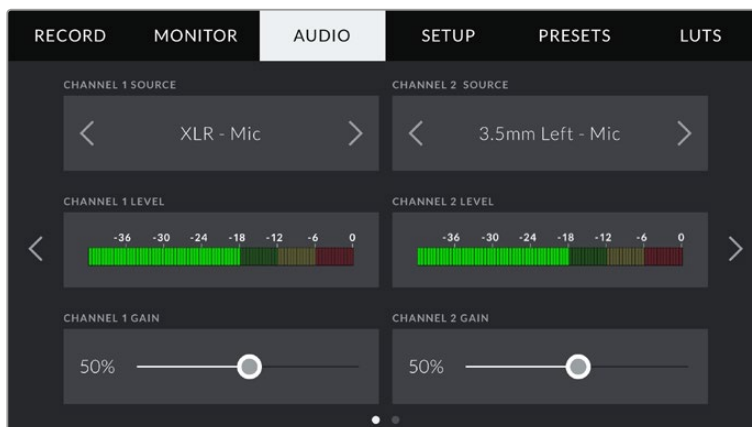 RECORD MONITOR AUDIO SETUP PRESETS LUTS
CHANNEL 1 SOURCE CHANNEL 2 SOURCE
XLR - Mic 3.5mm Left - Mic
CHANNEL 1 LEVEL CHANNEL 2 LEVEL
-36 -30 -24 -18 -12 -6 0 -36 -30 -24 -18 -12 -6 0
CHANNEL 1 GAIN CHANNEL 2 GAIN
50% 50%